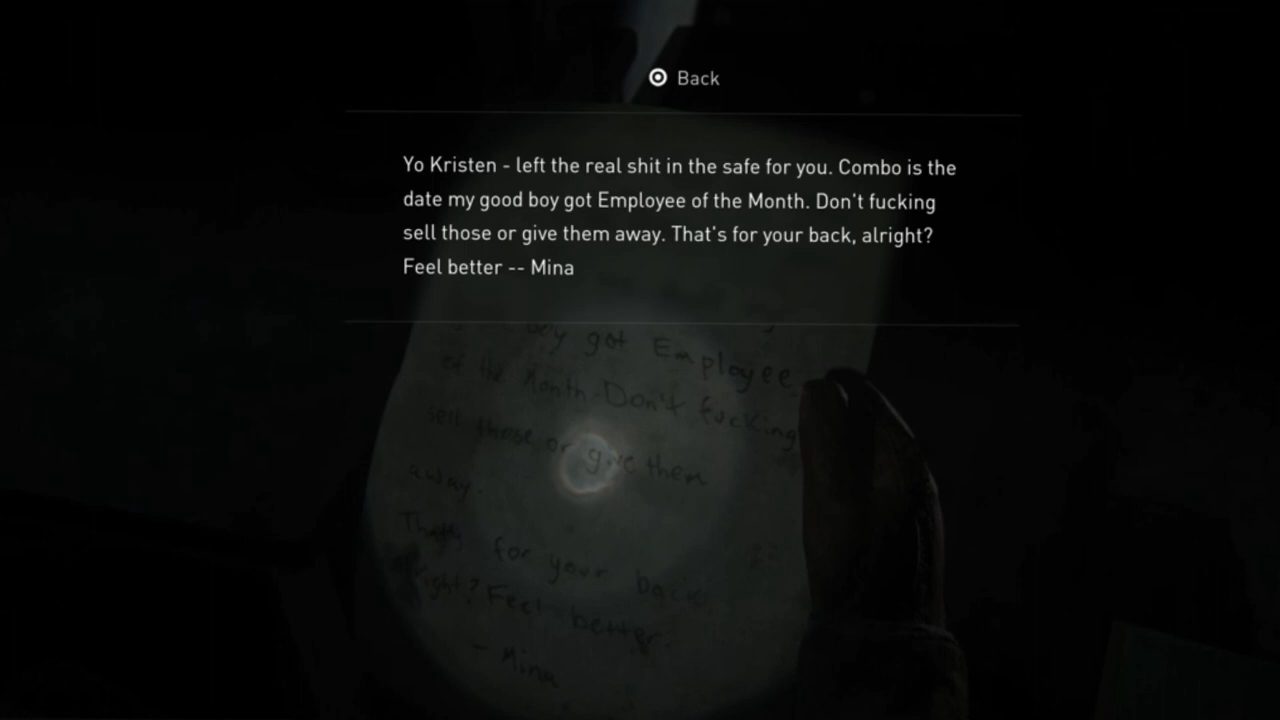 Back
Yo Kristen - left the real shit in the safe for you. Combo is the
date my good boy got Employee of the Month. Don't fucking
sell those or give them away. That's for your back, alright?
Feel better -- Mina
boy got Employee
of the Month. Don't fucking
sell those or give them
away.
That's for your back,
right? Feel better.
- Mina